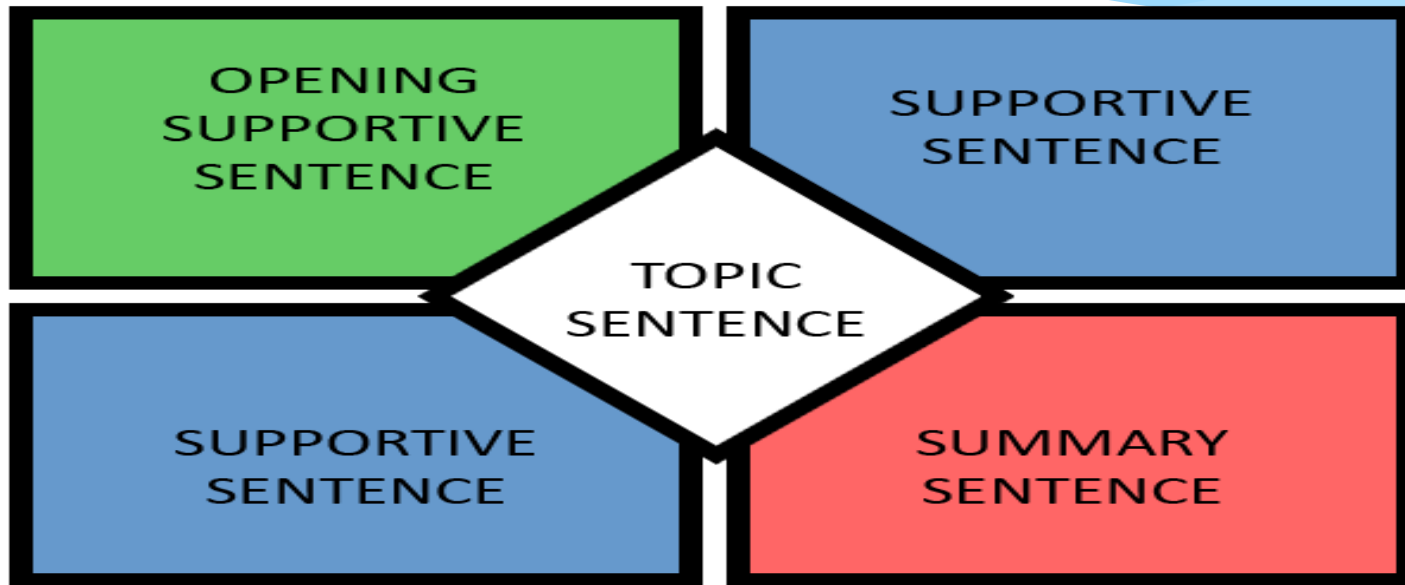 OPENING
SUPPORTIVE
SENTENCE
SUPPORTIVE
SENTENCE
TOPIC
SENTENCE
SUPPORTIVE
SENTENCE
SUMMARY
SENTENCE